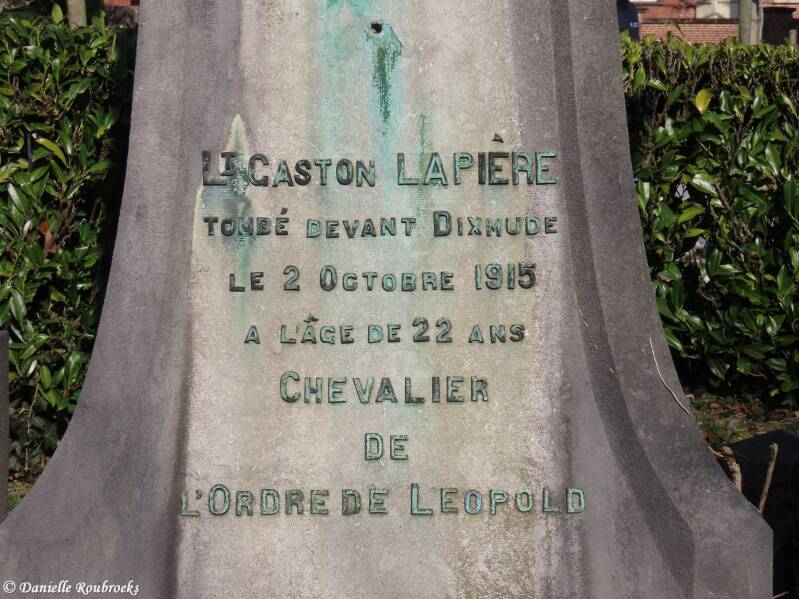 Lt Gaston LAPIÈRE
tombé devant Dixmude
le 2 Octobre 1915
a l'âge de 22 ans
Chevalier
de
l'Ordre de Leopold
© Danielle Roubroeks